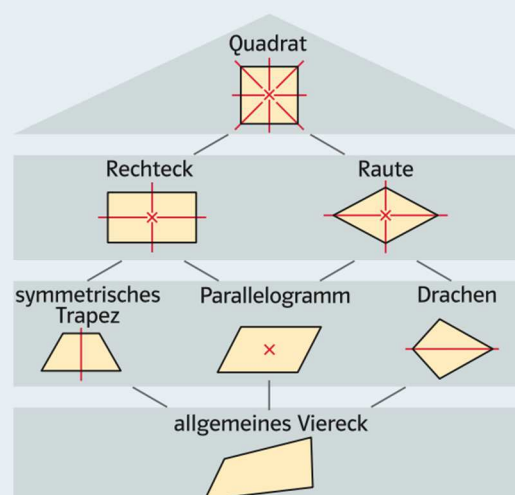 Quadrat
Rechteck
Raute
symmetrisches
Trapez
Parallelogramm
Drachen
allgemeines Viereck